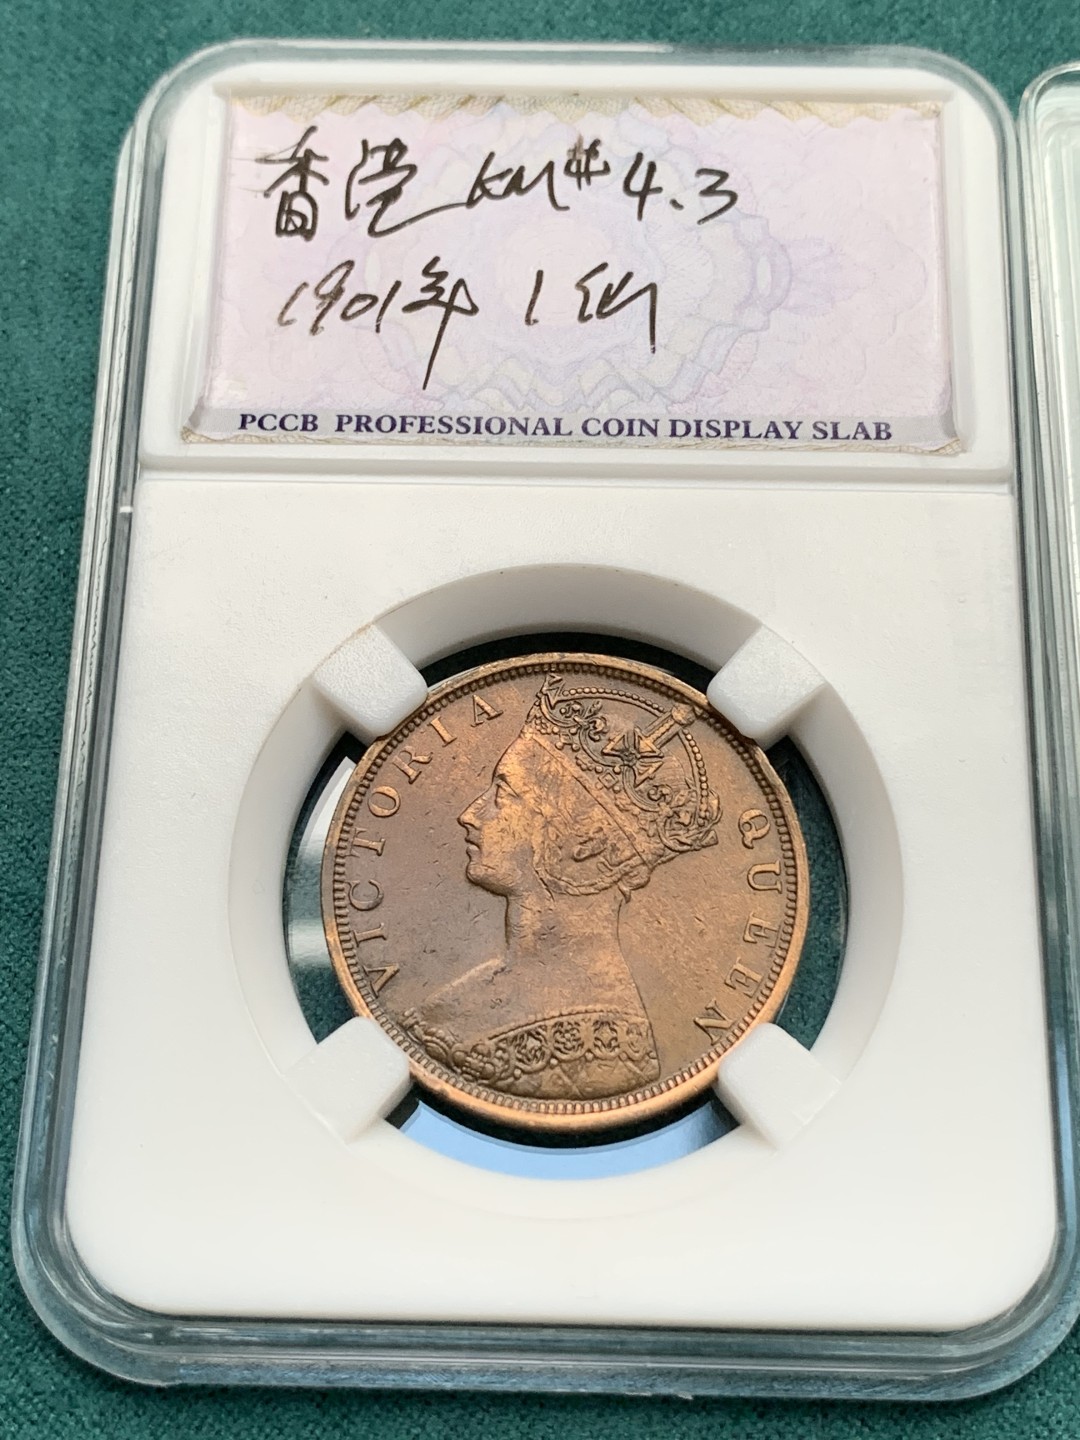 香港 KM#4.3
1901年 1仙
PCCB PROFESSIONAL COIN DISPLAY SLAB
VICTORIA QUEEN